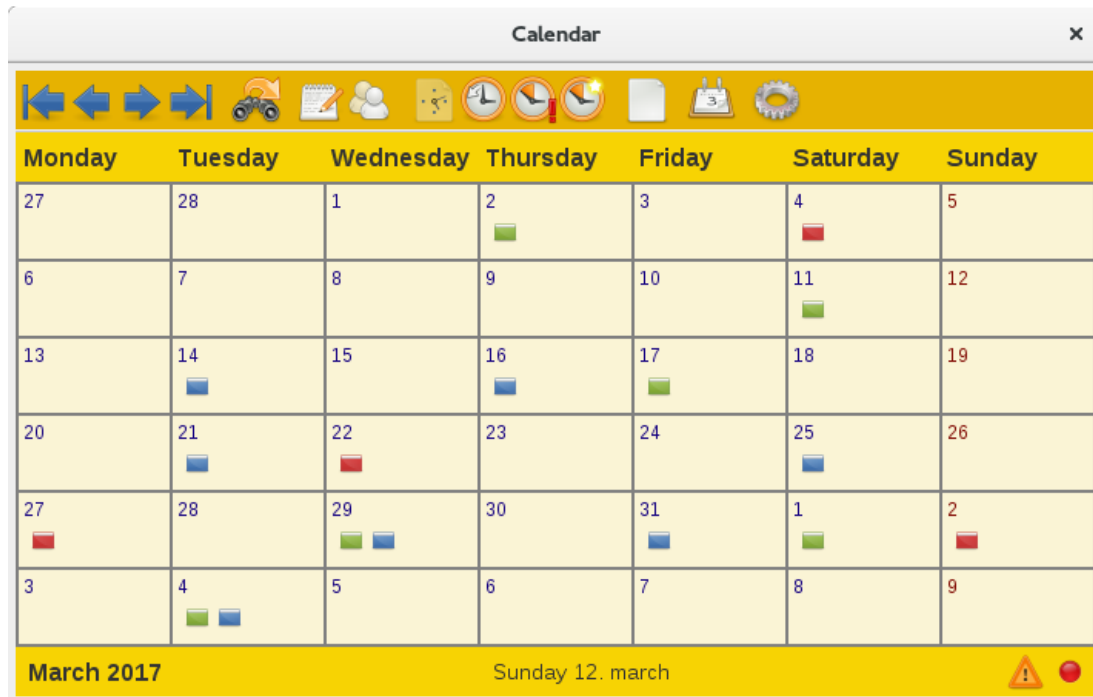 Calendar
3
Monday Tuesday Wednesday Thursday Friday Saturday Sunday
27 28 1 2 3 4 5
6 7 8 9 10 11 12
13 14 15 16 17 18 19
20 21 22 23 24 25 26
27 28 29 30 31 1 2
3 4 5 6 7 8 9
March 2017 Sunday 12. march